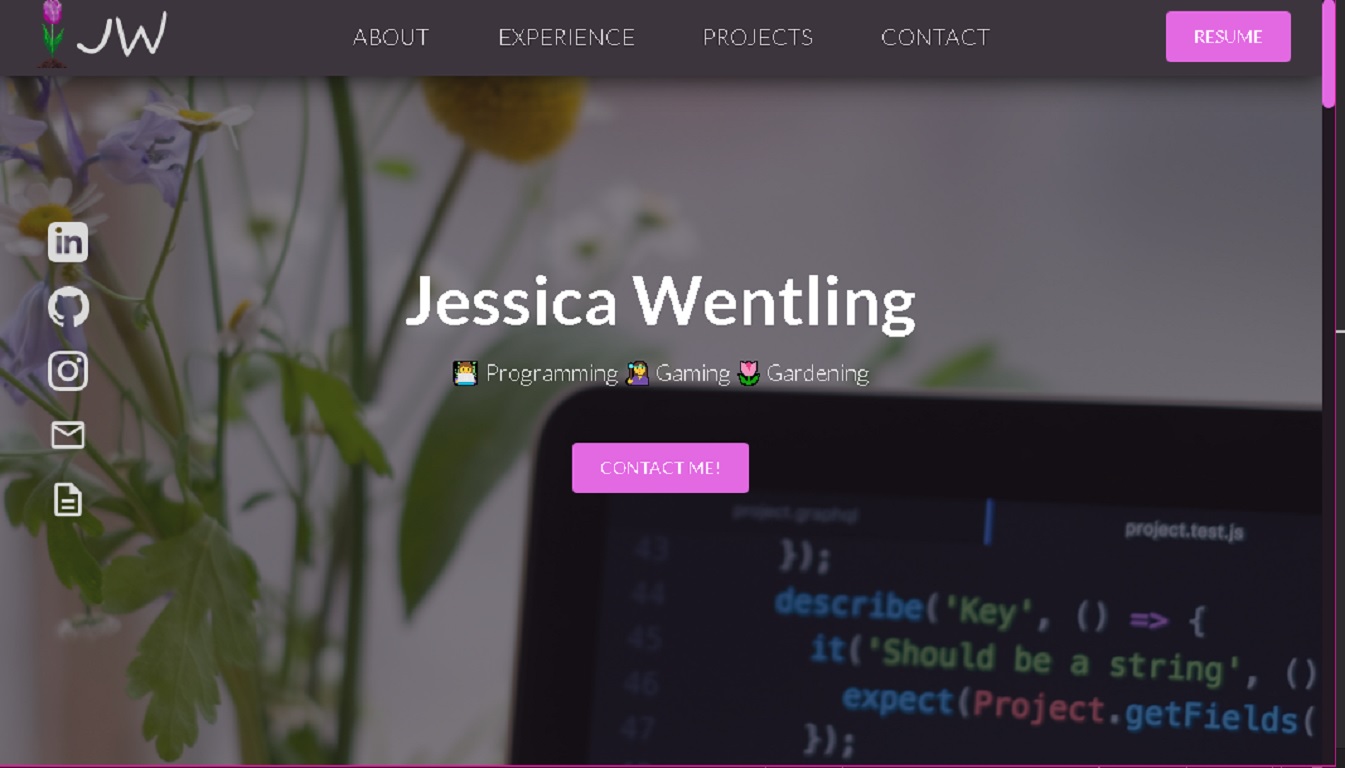 JW
ABOUT EXPERIENCE PROJECTS CONTACT RESUME
in
Jessica Wentling
Programming Gaming Gardening
CONTACT ME!
project.graphql project.test.js
43 });
44 describe('Key', () => {
45 it('Should be a string', ()
46 expect(Project.getFields(
47 });